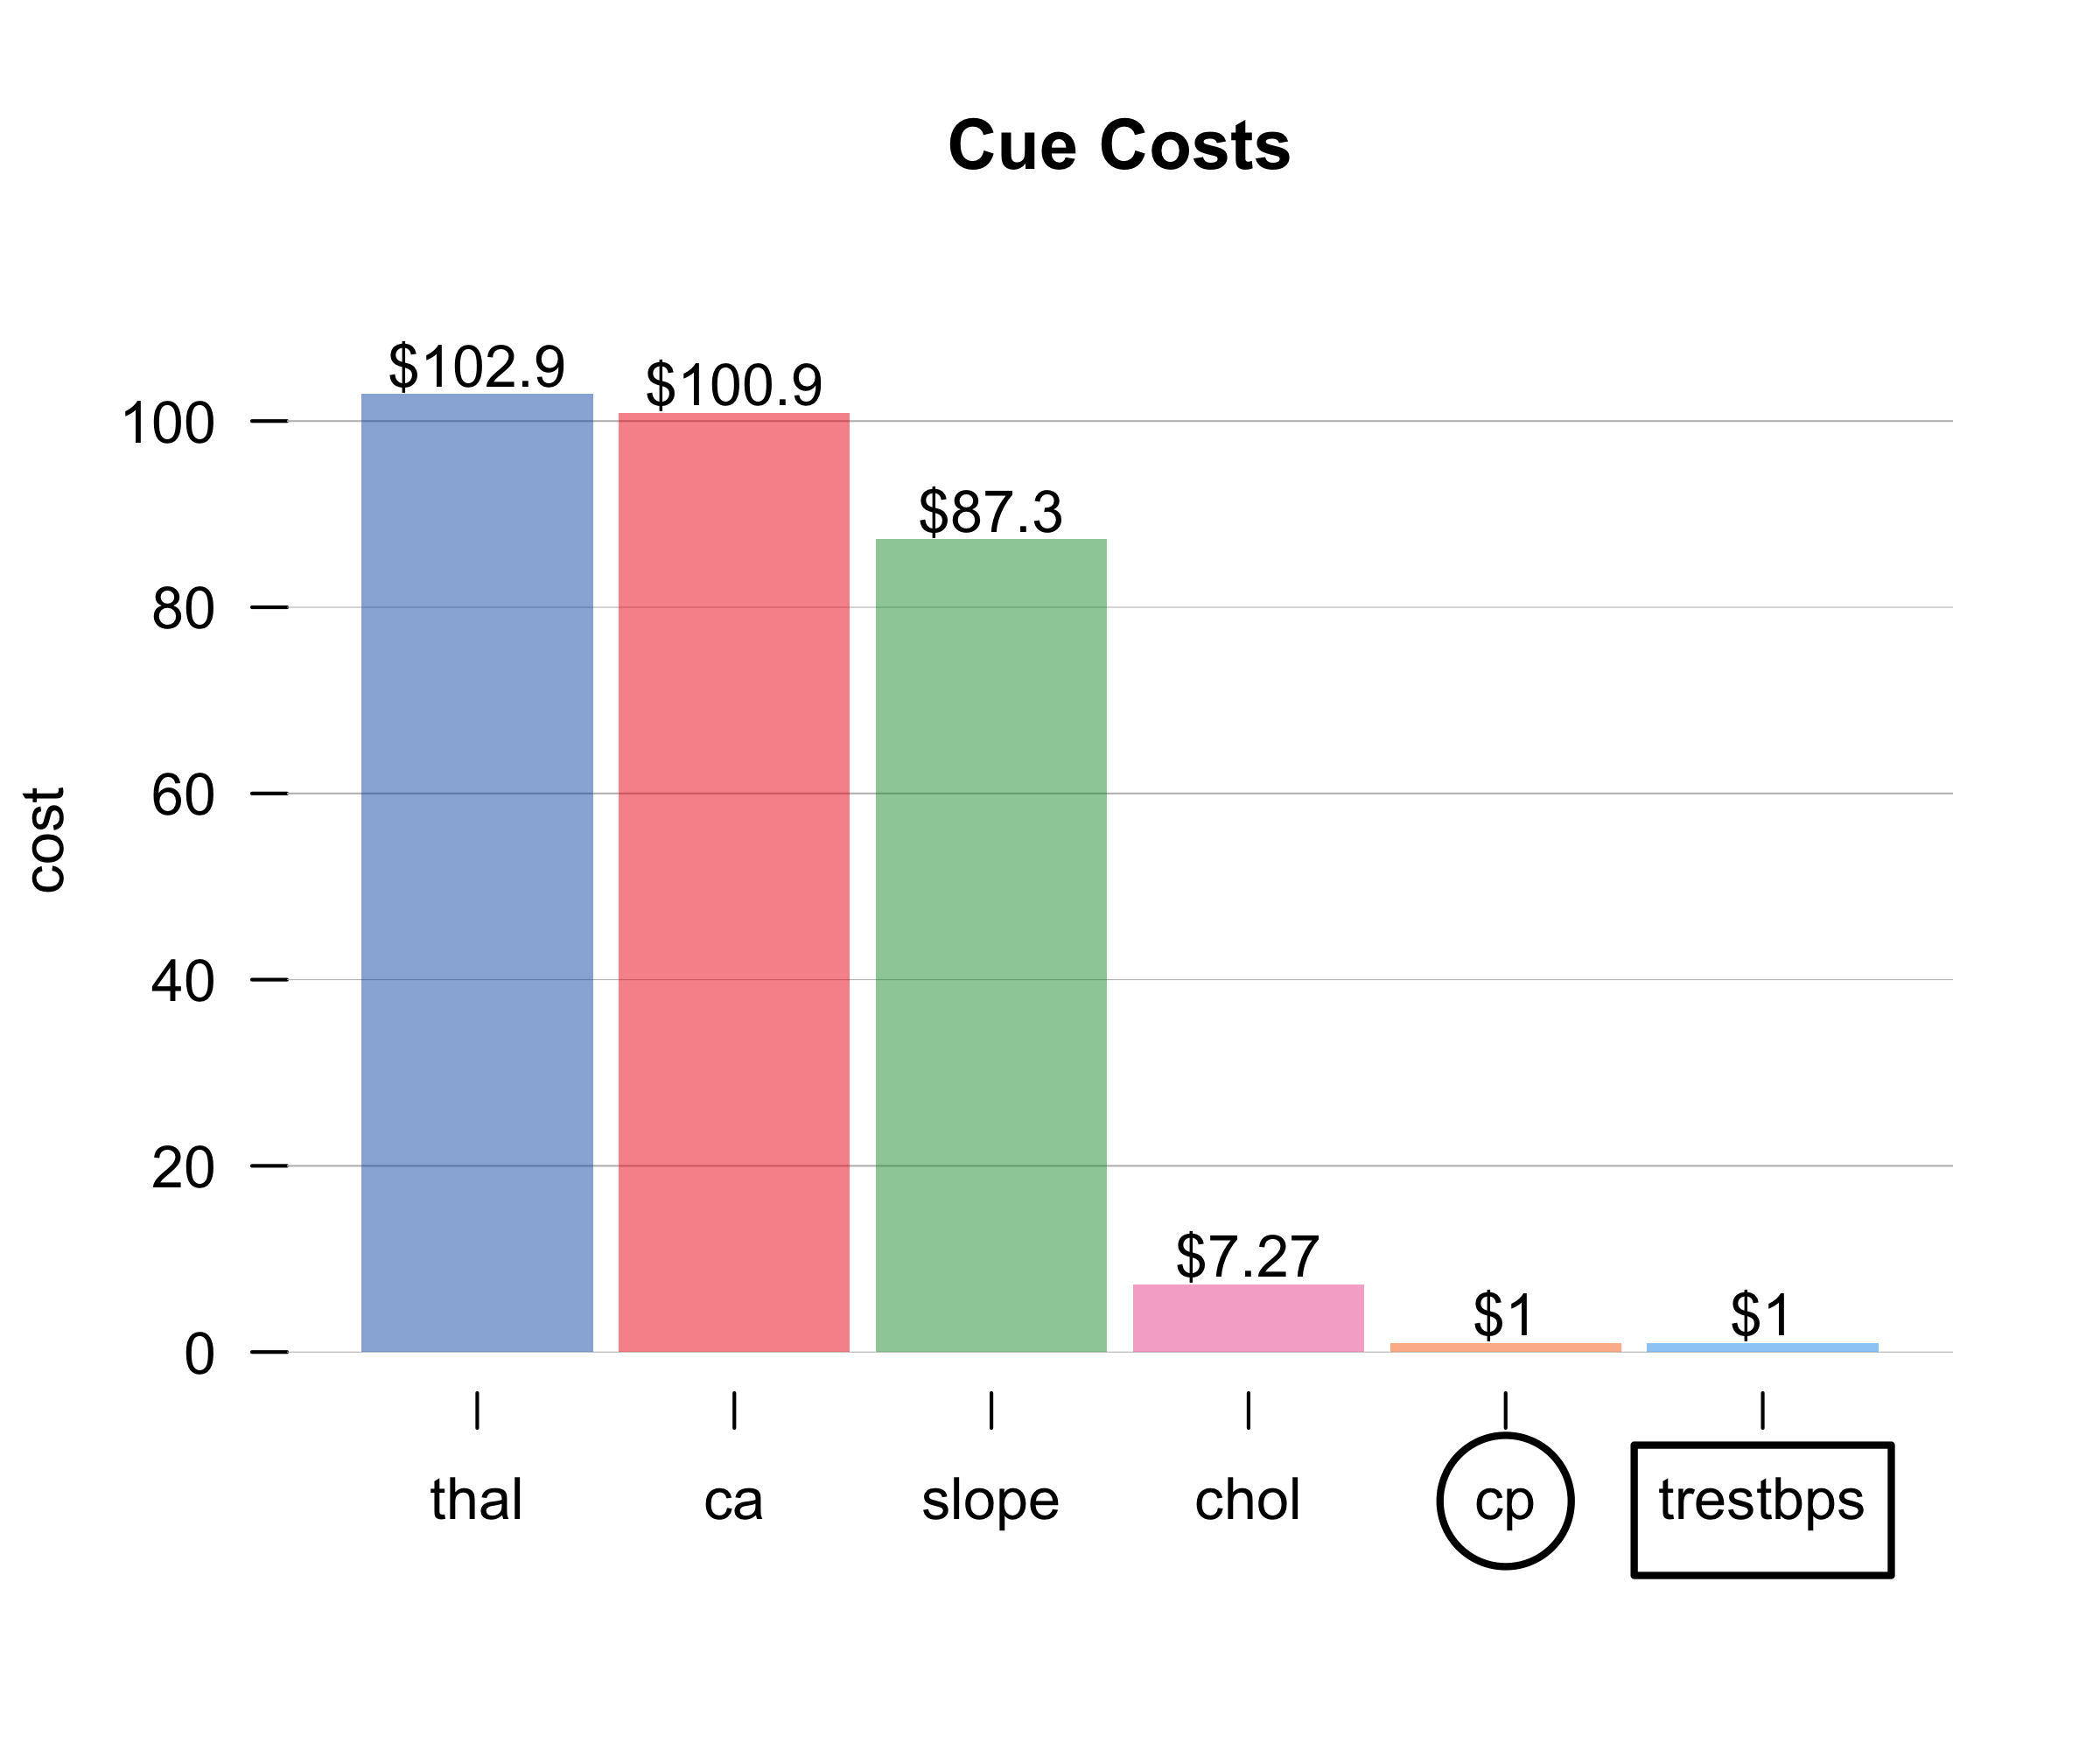 Cue Costs
cost
100
80
60
40
20
0
$102.9
$100.9
$87.3
$7.27
$1
$1
thal
ca
slope
chol
cp
trestbps